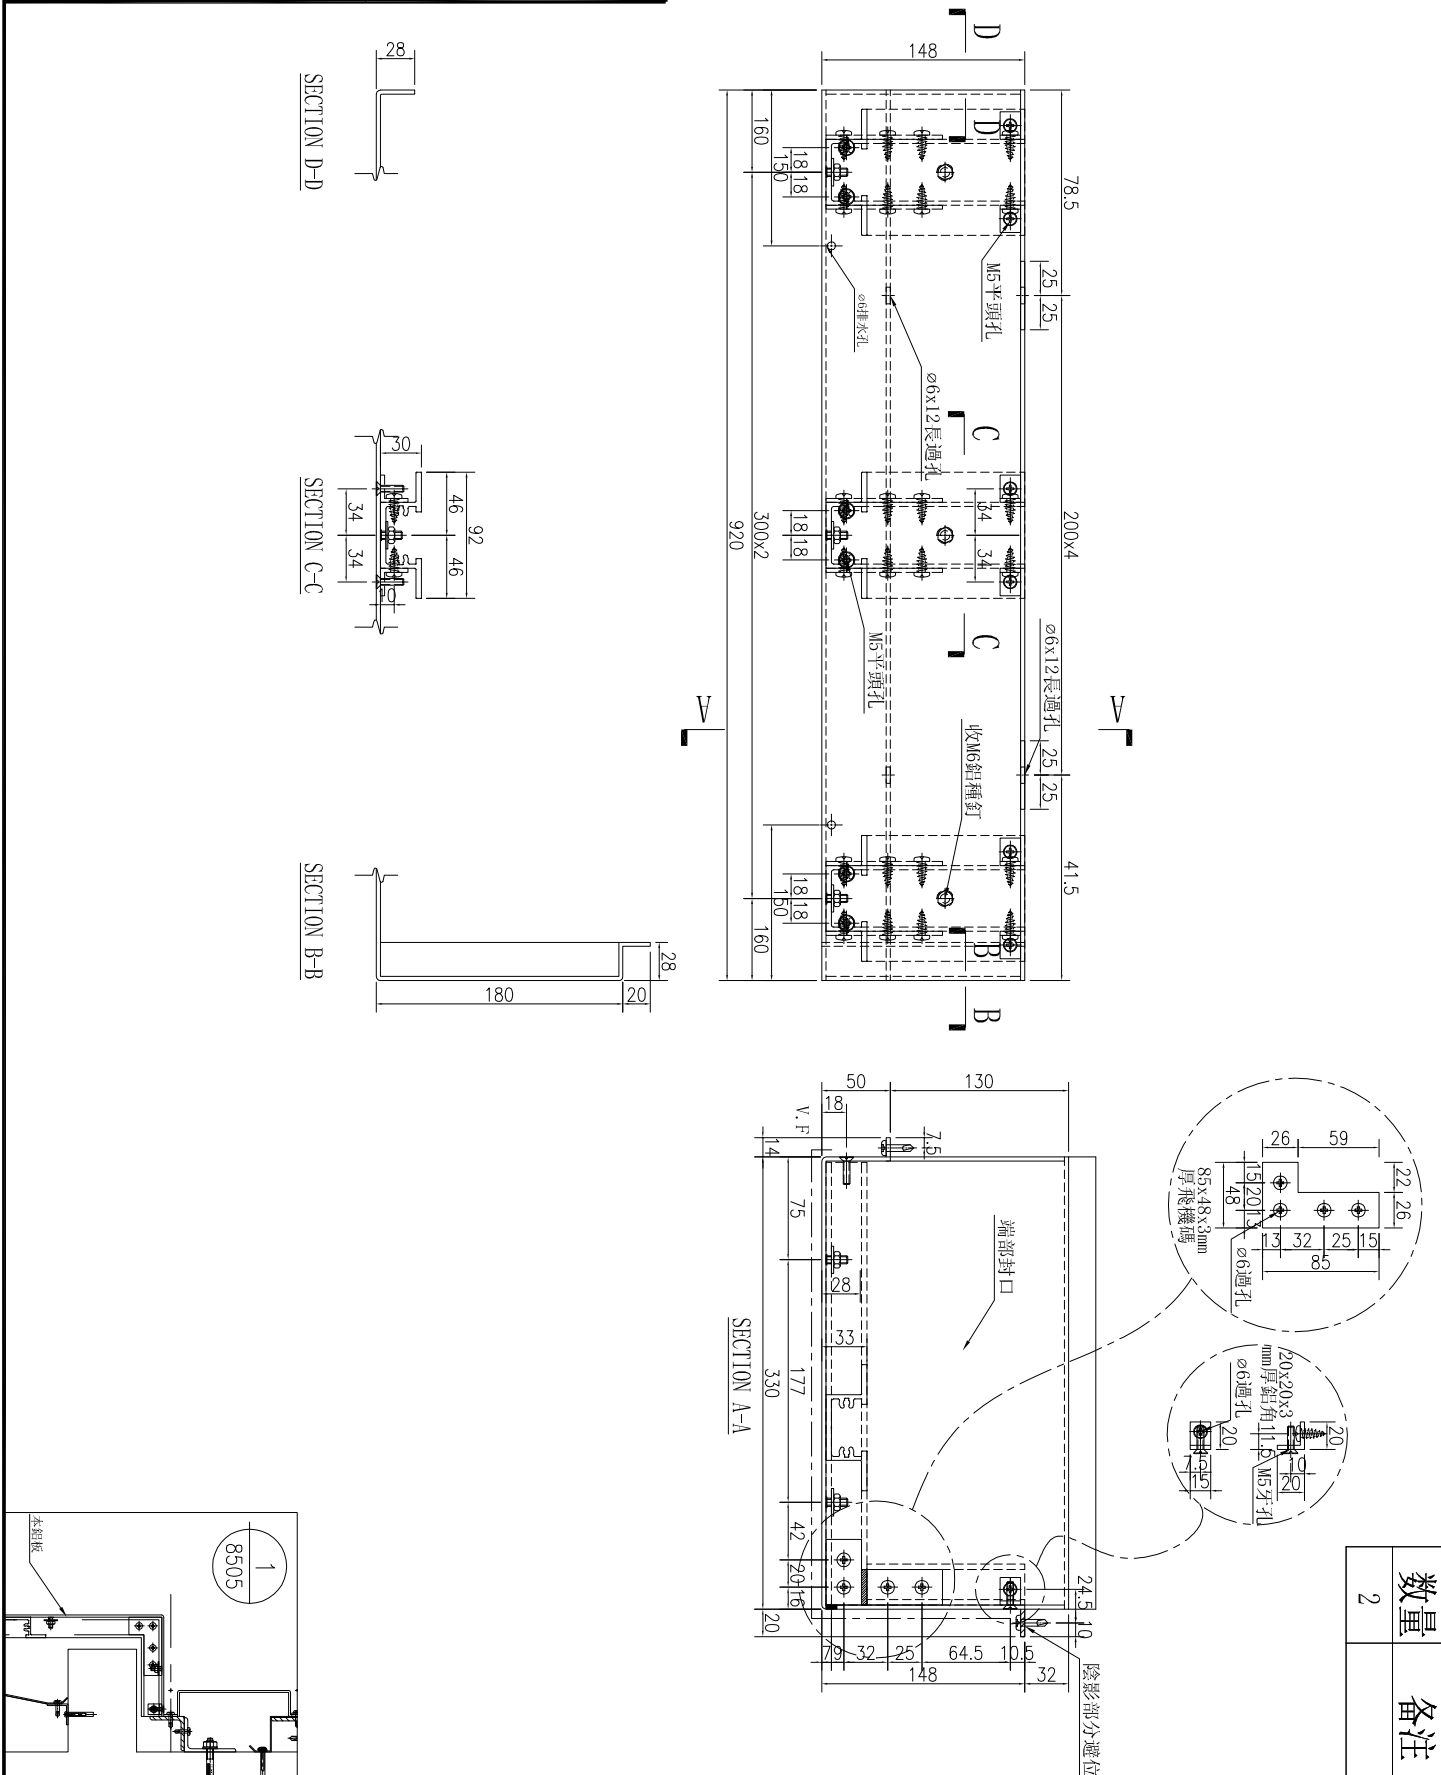 D
148
D
160
150
18
18
78.5
25
25
M5平頭孔
ø6排水孔
ø6x12長過孔
C
34
34
200x4
18
18
300x2
920
C
M5平頭孔
ø6x12長過孔
A
A
收M6鋁種釘
25
25
41.5
18
18
150
160
B
B
28
SECTION D-D
30
46
46
92
34
34
10
SECTION C-C
28
180
20
SECTION B-B
50
130
18
V.F
14
7.5
75
28
33
177
330
42
20
16
20
24.5
10
79
32
25
64.5
10.5
148
32
端部封口
陰影部分避位
SECTION A-A
26
59
22
26
15
20
13
48
13
32
25
15
85
85x48x3mm
厚飛機碼
ø6過孔
20x20x3
mm厚鋁角
ø6過孔
11.5
M5牙孔
20
20
10
20
7.5
15
数量
备注
2
1
8505
本鋁板